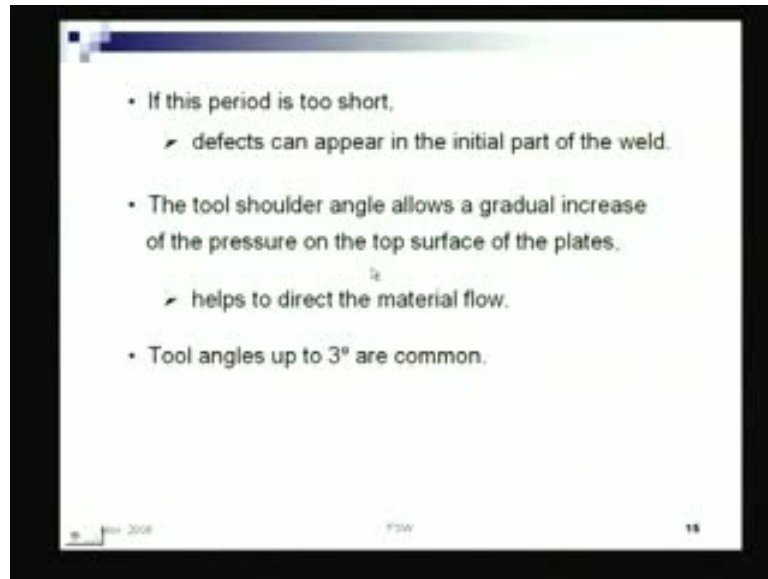 • If this period is too short,
➢ defects can appear in the initial part of the weld.
• The tool shoulder angle allows a gradual increase
of the pressure on the top surface of the plates.
➢ helps to direct the material flow.
• Tool angles up to 3° are common.
2008 FSW 15